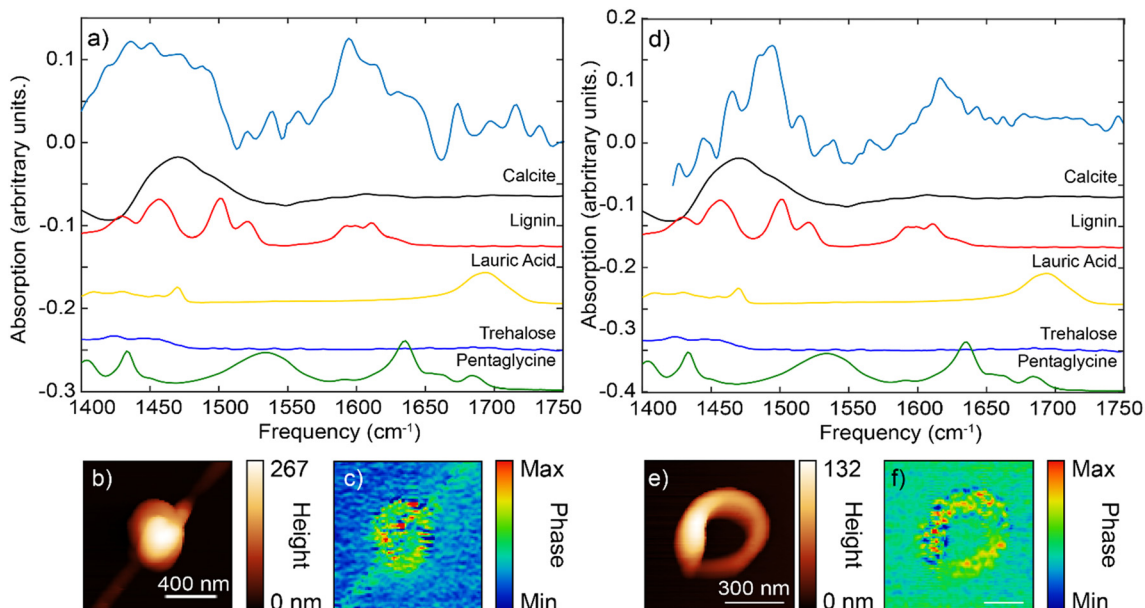 a)
Absorption (arbritrary units.)
0.1
0.0
-0.1
-0.2
-0.3
Calcite
Lignin
Lauric Acid
Trehalose
Pentaglycine
1400 1450 1500 1550 1600 1650 1700 1750
Frequency (cm⁻¹)
d)
Absorption (arbritrary units.)
0.2
0.1
0.0
-0.1
-0.2
-0.3
-0.4
Calcite
Lignin
Lauric Acid
Trehalose
Pentaglycine
1400 1450 1500 1550 1600 1650 1700 1750
Frequency (cm⁻¹)
b)
400 nm
267
Height
0 nm
c)
Max
Phase
Min
e)
300 nm
132
Height
0 nm
f)
Max
Phase
Min